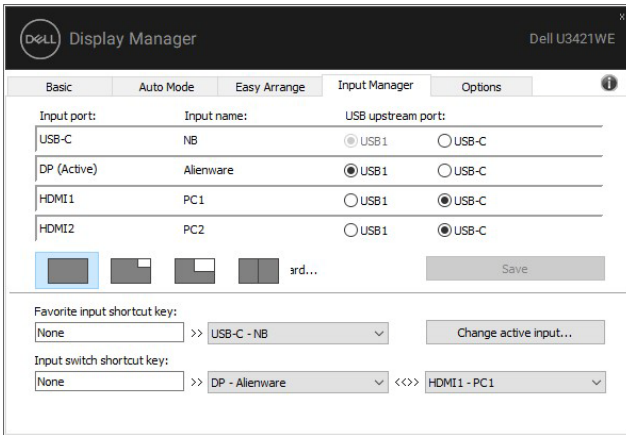 DELL Display Manager Dell U3421WE
x
Basic Auto Mode Easy Arrange Input Manager Options i
Input port: Input name: USB upstream port:
USB-C NB USB1 USB-C
DP (Active) Alienware USB1 USB-C
HDMI1 PC1 USB1 USB-C
HDMI2 PC2 USB1 USB-C
ard... Save
Favorite input shortcut key:
None >> USB-C - NB Change active input...
Input switch shortcut key:
None >> DP - Alienware <<>> HDMI1 - PC1